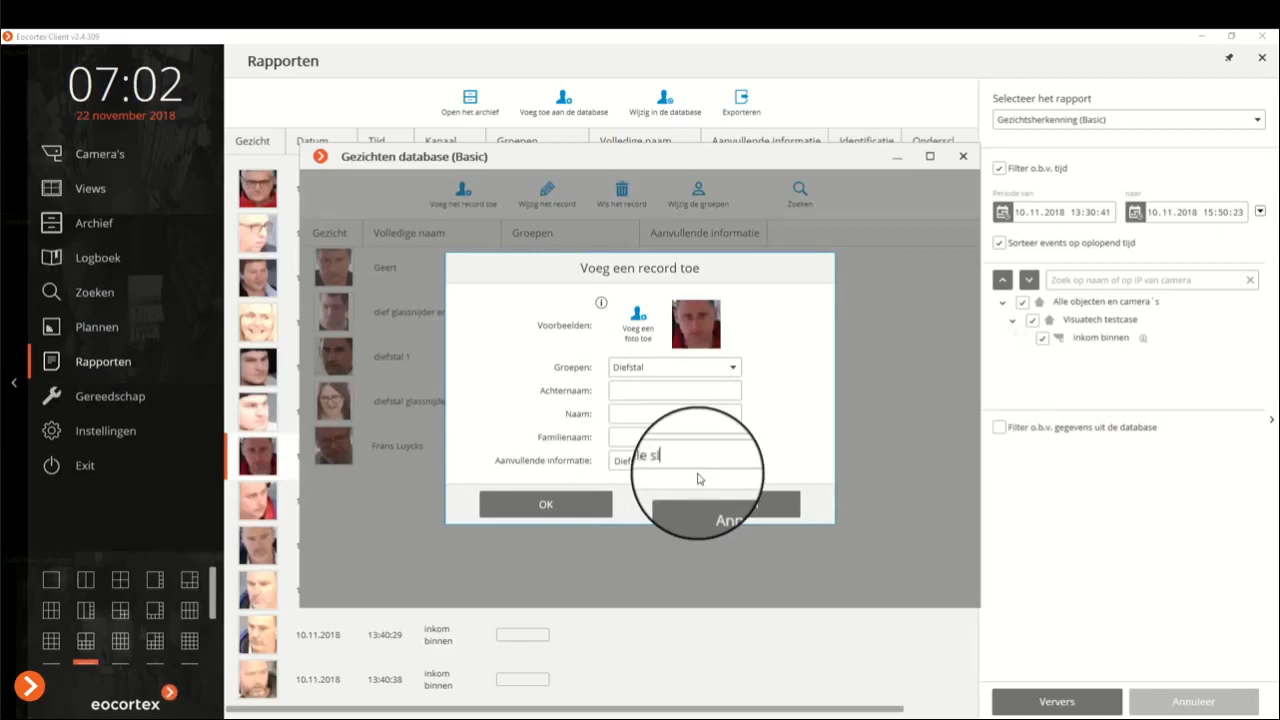 Eocortex Client v2.4.309
07:02
22 november 2018
Camera's
Views
Archief
Logboek
Zoeken
Plannen
Rapporten
Gereedschap
Instellingen
Exit
eocortex
Rapporten
Open het archief
Voeg toe aan de database
Wijzig in de database
Exporteren
Gezicht
Datum
Tijd
Kanaal
Groepen
Volledige naam
Aanvullende informatie
Identificatie
Gezichten database (Basic)
Voeg het record toe
Wijzig het record
Wis het record
Wijzig de groepen
Zoeken
Gezicht
Volledige naam
Groepen
Aanvullende informatie
Geert
dief glassnijder
diefstal 1
diefstal glassnijde
Frans Luyckx
Voeg een record toe
Voorbeelden:
Voeg een
foto toe
Groepen:
Diefstal
Achternaam:
Naam:
Familienaam:
Aanvullende informatie:
Dief
le sl
OK
Ann
10.11.2018
13:40:29
inkom
binnen
10.11.2018
13:40:38
inkom
binnen
Selecteer het rapport
Gezichtsherkenning (Basic)
Filter o.b.v. tijd
Periode van
naar
10.11.2018 13:30:41
10.11.2018 15:50:23
Sorteer events op oplopend tijd
Zoek op naam of op IP van camera
Alle objecten en camera`s
Visuatech testcase
inkom binnen
Filter o.b.v. gegevens uit de database
Ververs
Annuleer